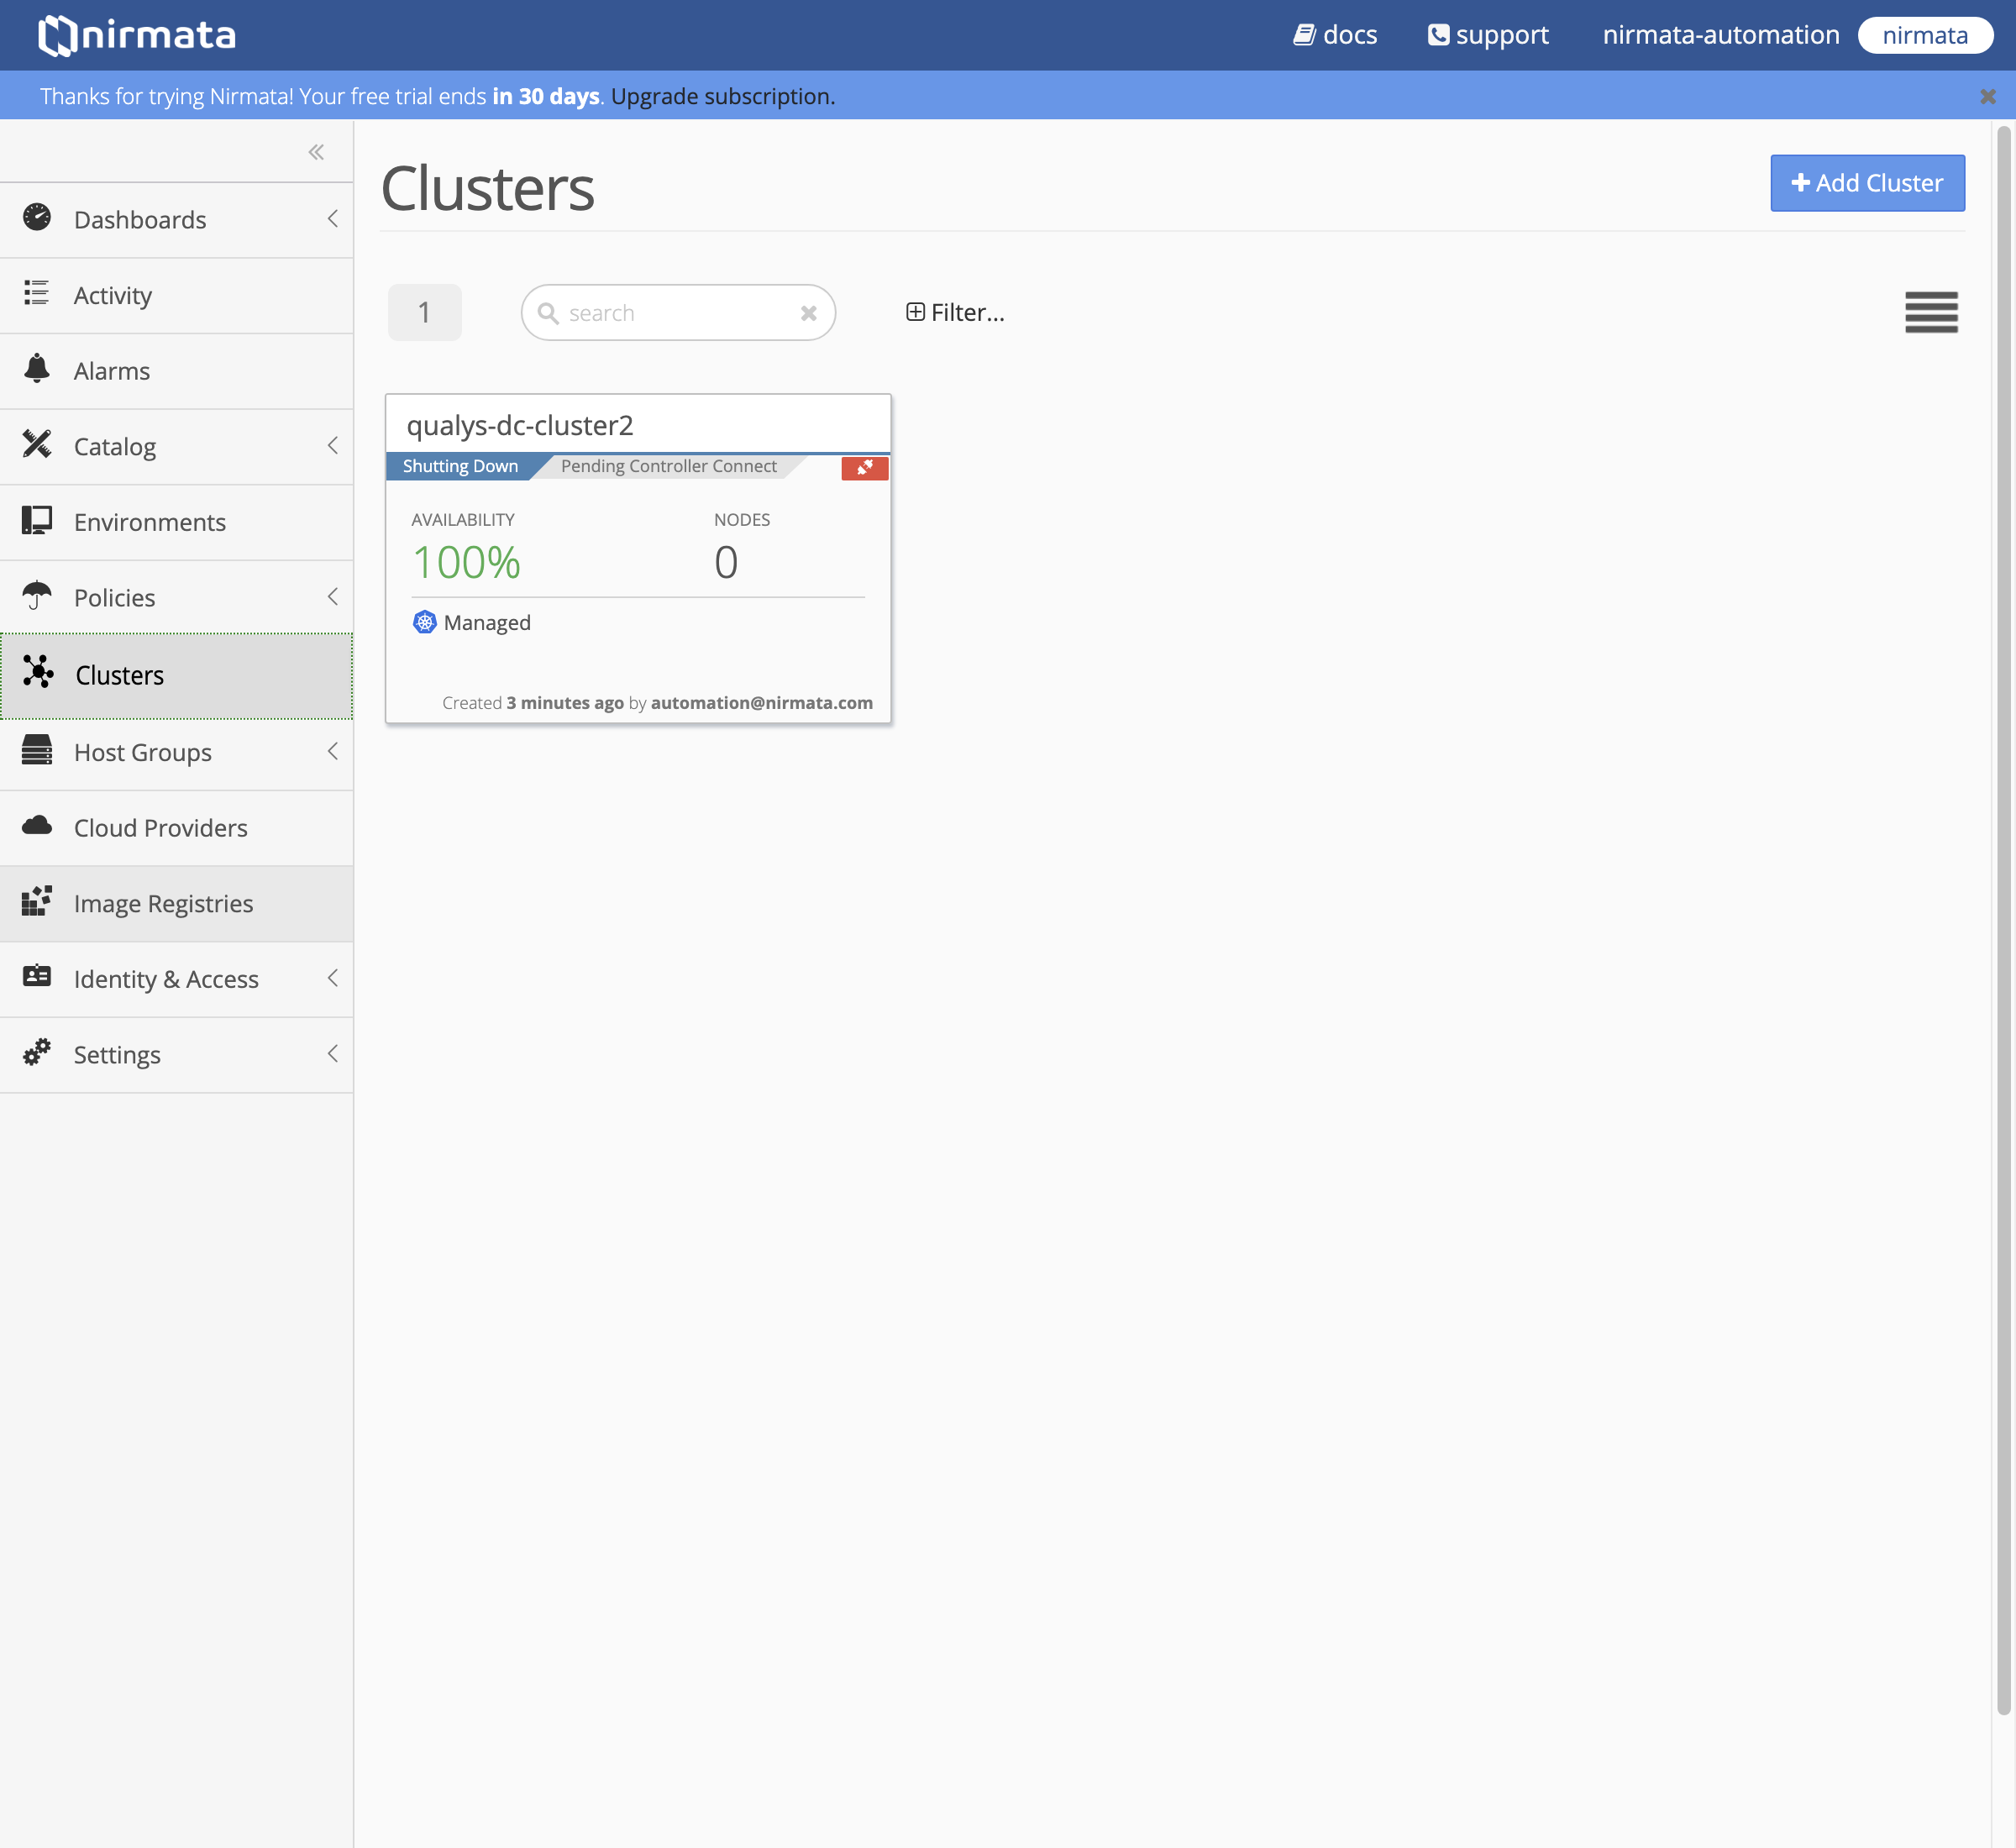 nirmata
docs
support
nirmata-automation
nirmata
Thanks for trying Nirmata! Your free trial ends in 30 days. Upgrade subscription.
Dashboards
Activity
Alarms
Catalog
Environments
Policies
Clusters
Host Groups
Cloud Providers
Image Registries
Identity & Access
Settings
Clusters
Add Cluster
1
search
Filter...
qualys-dc-cluster2
Shutting Down
Pending Controller Connect
AVAILABILITY
NODES
100%
0
Managed
Created 3 minutes ago by automation@nirmata.com